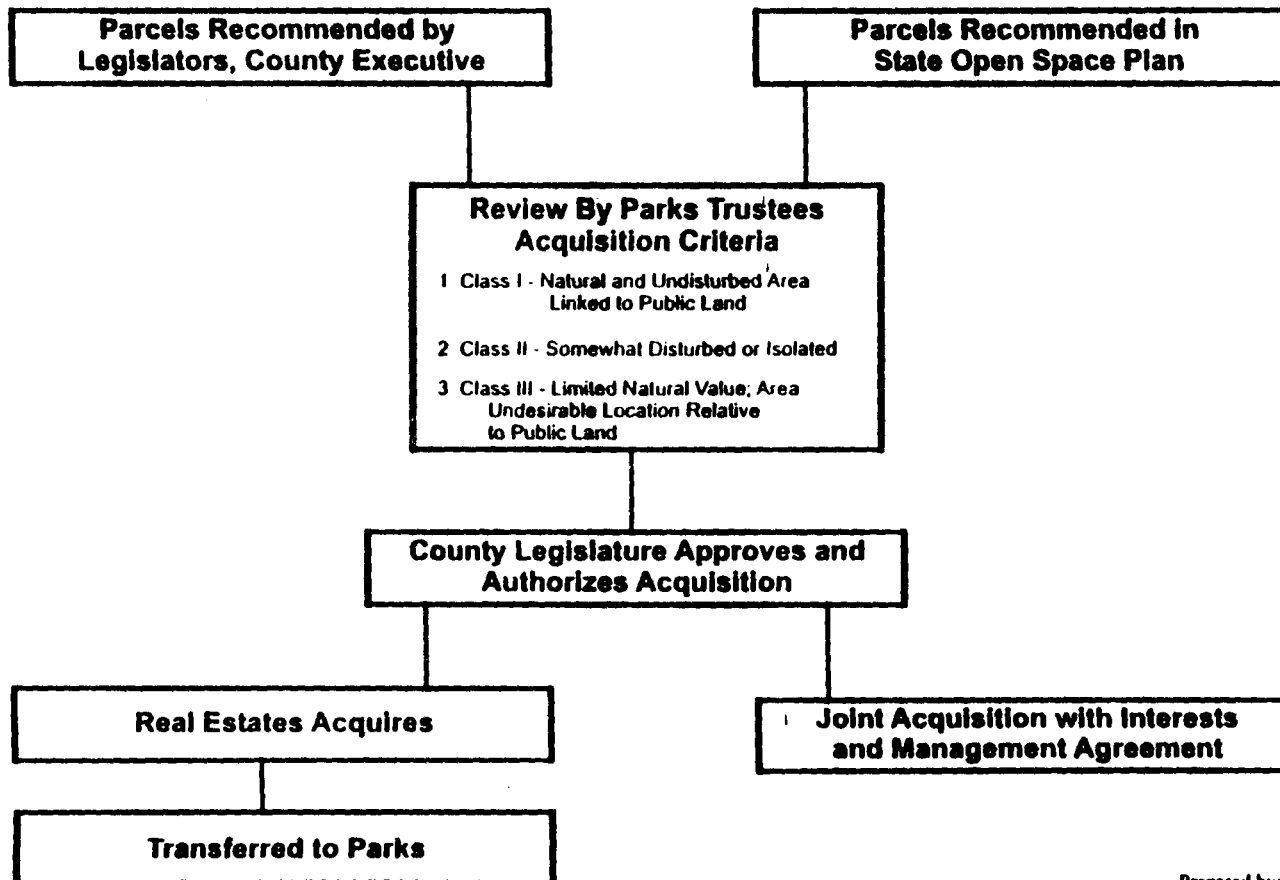 Parcels Recommended by
Legislators, County Executive
Parcels Recommended in
State Open Space Plan
Review By Parks Trustees
Acquisition Criteria
1 Class I - Natural and Undisturbed Area
Linked to Public Land
2 Class II - Somewhat Disturbed or Isolated
3 Class III - Limited Natural Value; Area
Undesirable Location Relative
to Public Land
County Legislature Approves and
Authorizes Acquisition
Real Estates Acquires
Joint Acquisition with Interests
and Management Agreement
Transferred to Parks